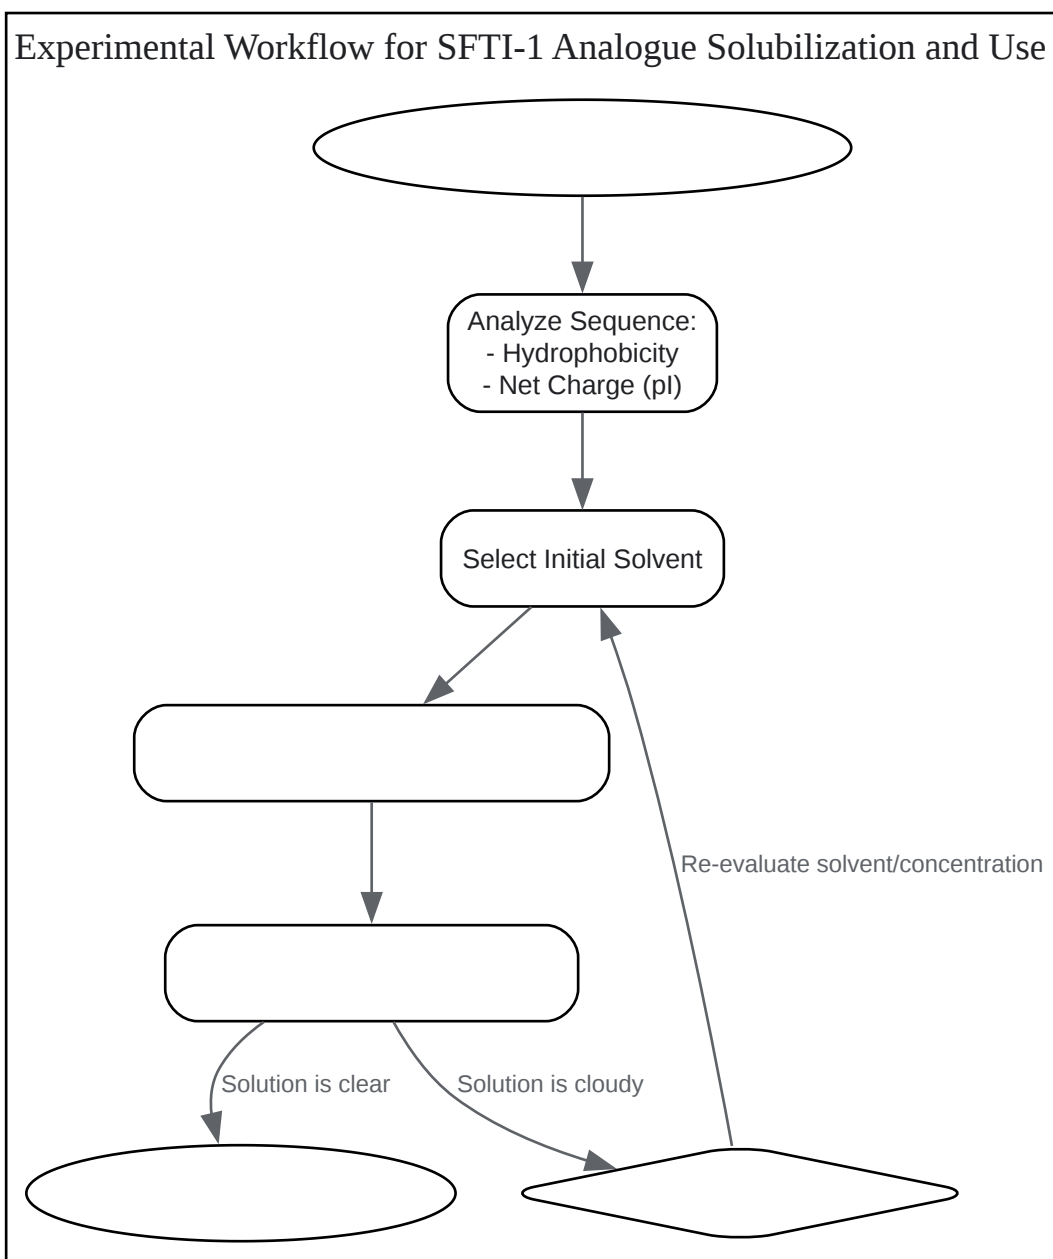 Experimental Workflow for SFTI-1 Analogue Solubilization and Use
Analyze Sequence:
- Hydrophobicity
- Net Charge (pI)
Select Initial Solvent
Re-evaluate solvent/concentration
Solution is clear
Solution is cloudy